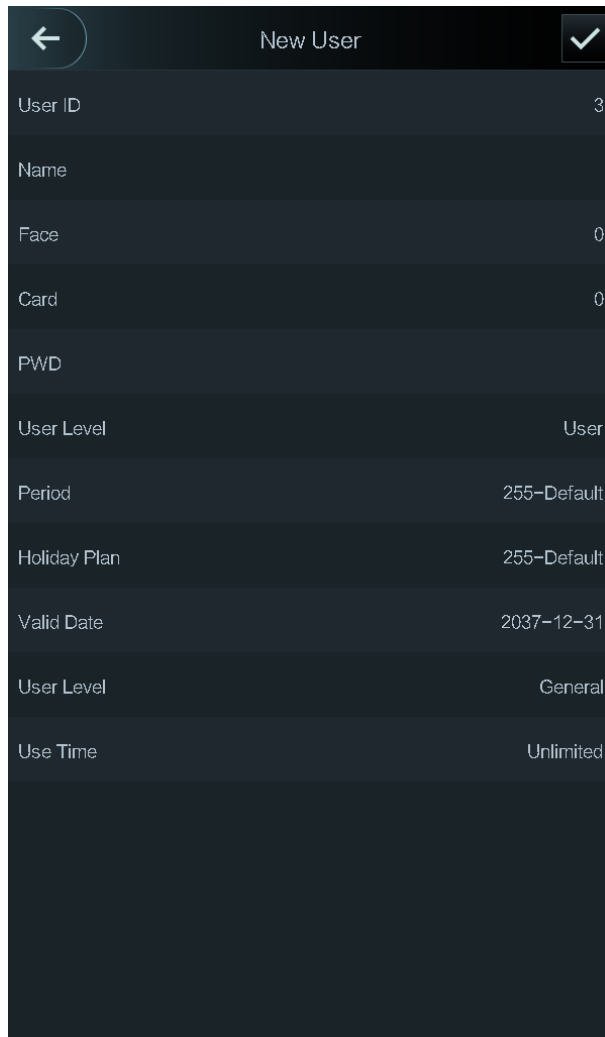 New User
User ID 3
Name
Face 0
Card 0
PWD
User Level User
Period 255-Default
Holiday Plan 255-Default
Valid Date 2037-12-31
User Level General
Use Time Unlimited